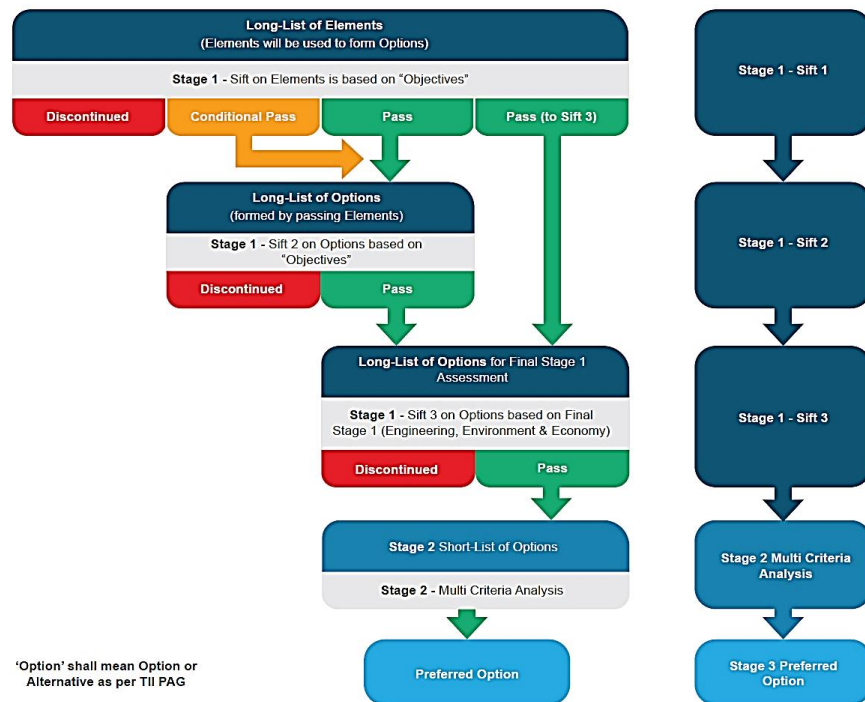 Long-List of Elements
(Elements will be used to form Options)
Stage 1 - Sift on Elements is based on “Objectives”
Discontinued
Conditional Pass
Pass
Pass (to Sift 3)
Long-List of Options
(formed by passing Elements)
Stage 1 - Sift 2 on Options based on
“Objectives”
Discontinued
Pass
Long-List of Options for Final Stage 1
Assessment
Stage 1 - Sift 3 on Options based on Final
Stage 1 (Engineering, Environment & Economy)
Discontinued
Pass
Stage 2 Short-List of Options
Stage 2 - Multi Criteria Analysis
Preferred Option
‘Option’ shall mean Option or
Alternative as per TII PAG
Stage 1 - Sift 1
Stage 1 - Sift 2
Stage 1 - Sift 3
Stage 2 Multi Criteria
Analysis
Stage 3 Preferred
Option